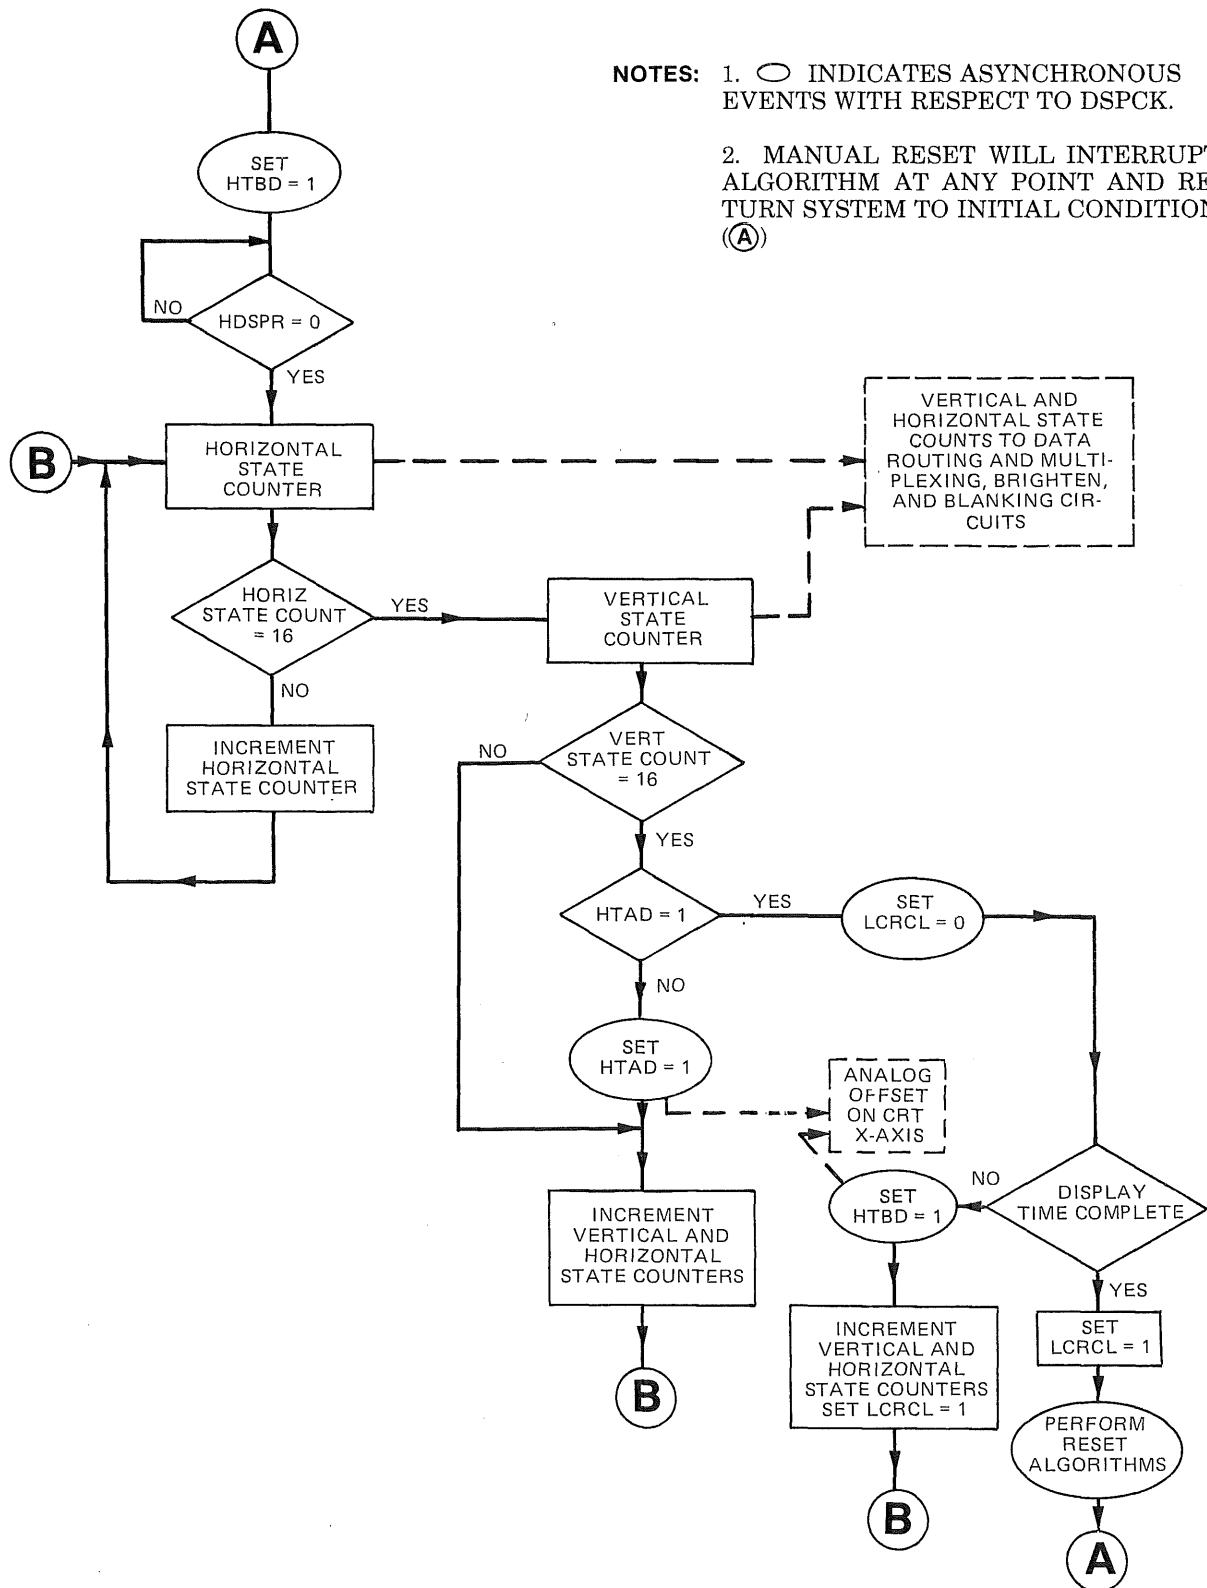 A
NOTES: 1. INDICATES ASYNCHRONOUS
EVENTS WITH RESPECT TO DSPCK.
2. MANUAL RESET WILL INTERRUPT
ALGORITHM AT ANY POINT AND RE
TURN SYSTEM TO INITIAL CONDITION
(A)
SET
HTBD = 1
NO
HDSPR = 0
YES
B
HORIZONTAL
STATE
COUNTER
VERTICAL AND
HORIZONTAL STATE
COUNTS TO DATA
ROUTING AND MULTI-
PLEXING, BRIGHTEN,
AND BLANKING CIR-
CUITS
HORIZ
STATE COUNT
= 16
YES
VERTICAL
STATE
COUNTER
NO
INCREMENT
HORIZONTAL
STATE COUNTER
NO
VERT
STATE COUNT
= 16
YES
HTAD = 1
YES
SET
LCRCL = 0
NO
SET
HTAD = 1
ANALOG
OFFSET
ON CRT
X-AXIS
INCREMENT
VERTICAL AND
HORIZONTAL
STATE COUNTERS
B
SET
HTBD = 1
NO
DISPLAY
TIME COMPLETE
YES
INCREMENT
VERTICAL AND
HORIZONTAL
STATE COUNTERS
SET LCRCL = 1
B
SET
LCRCL = 1
PERFORM
RESET
ALGORITHMS
A